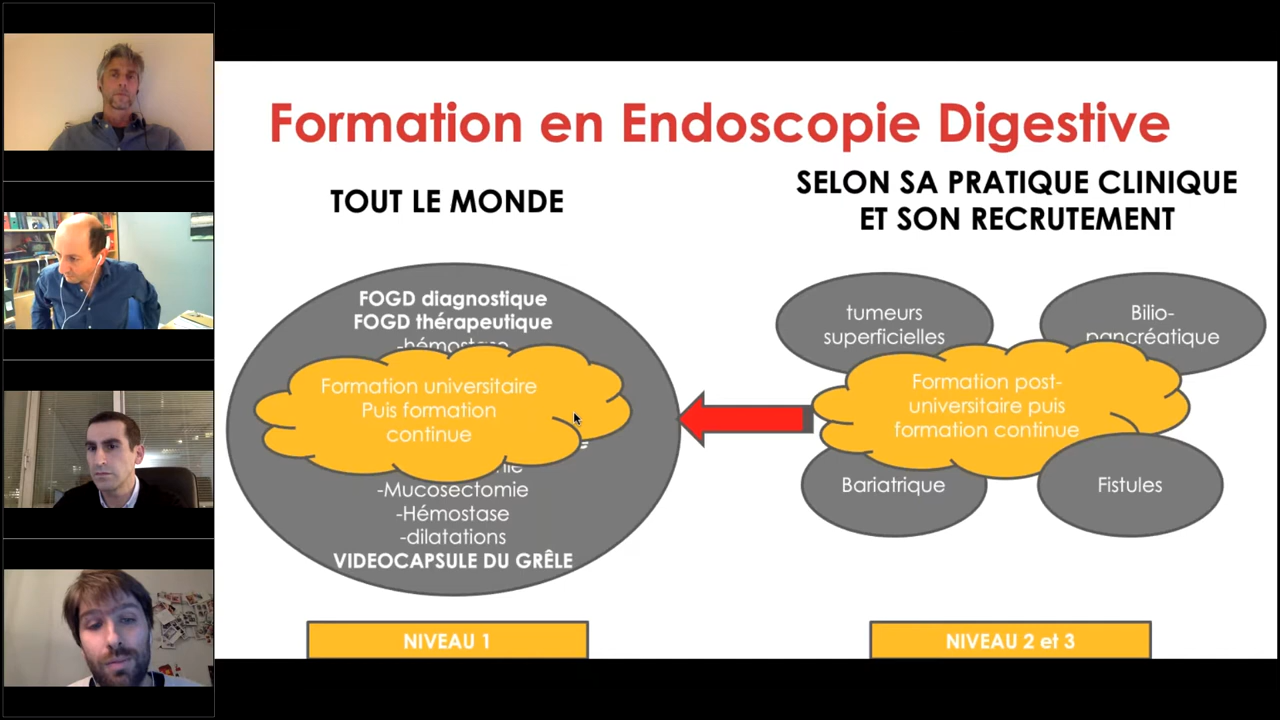 Formation en Endoscopie Digestive
TOUT LE MONDE
SELON SA PRATIQUE CLINIQUE
ET SON RECRUTEMENT
FOGD diagnostique
FOGD thérapeutique
-hémostase
Formation universitaire
Puis formation
continue
-Mucosectomie
-Hémostase
-dilatations
VIDEOCAPSULE DU GRÊLE
NIVEAU 1
tumeurs
superficielles
Bilio-
pancréatique
Formation post-
universitaire puis
formation continue
Bariatrique
Fistules
NIVEAU 2 et 3